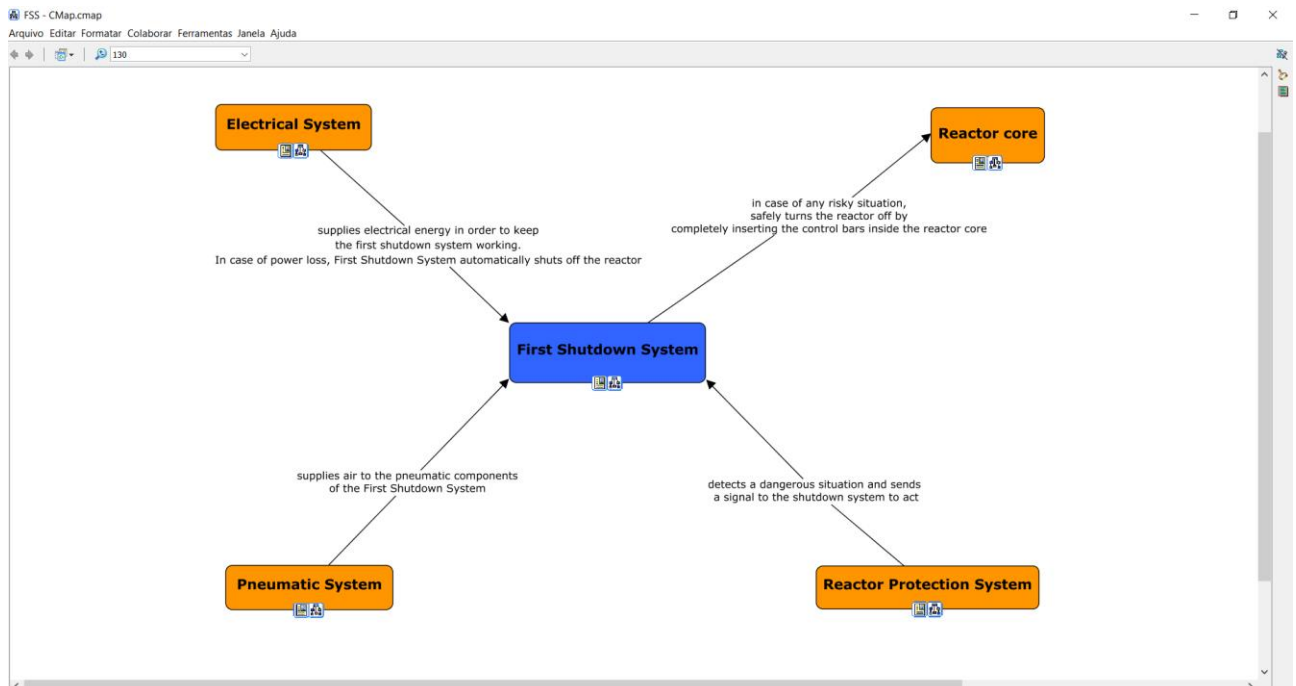 FSS - CMap.cmap
Arquivo Editar Formatar Colaborar Ferramentas Janela Ajuda
130
Electrical System
Reactor core
in case of any risky situation,
safely turns the reactor off by
completely inserting the control bars inside the reactor core
supplies electrical energy in order to keep
the first shutdown system working.
In case of power loss, First Shutdown System automatically shuts off the reactor
First Shutdown System
supplies air to the pneumatic components
of the First Shutdown System
detects a dangerous situation and sends
a signal to the shutdown system to act
Pneumatic System
Reactor Protection System